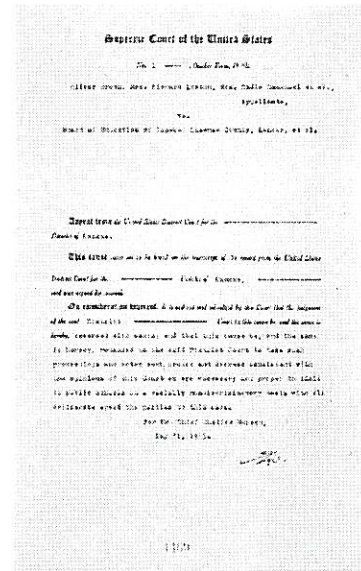 Supreme Court of the United States
No. 1 , October Term, 19
Oliver Brown, Mrs. Richard Lawton, Mrs. Sadie Emmanuel et al.,
Appellants,
vs.
Board of Education of Topeka, Shawnee County, Kansas, et al.
Appeal from the United States District Court for the
District of Kansas.
This cause came on to be heard on the transcript of the record from the United States
District Court for the District of Kansas,
and was argued by counsel.
On consideration whereof, It is ordered and adjudged by this Court that the judgment
of the said District Court in this cause be, and the same is
hereby, reversed with costs; and that this cause be, and the same
is hereby, remanded to the said District Court to take such
proceedings and enter such orders and decrees consistent with
the opinions of this Court as are necessary and proper to admit
to public schools on a racially nondiscriminatory basis with all
deliberate speed the parties to this case.
Per Mr. Chief Justice Warren,
May 31, 1955.